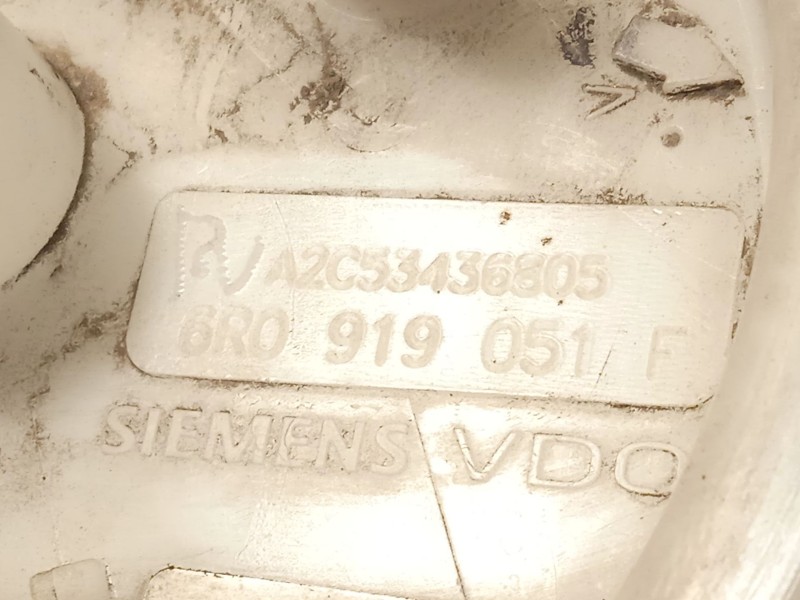 A2C53436805
6R0 919 051 F
SIEMENS VDO